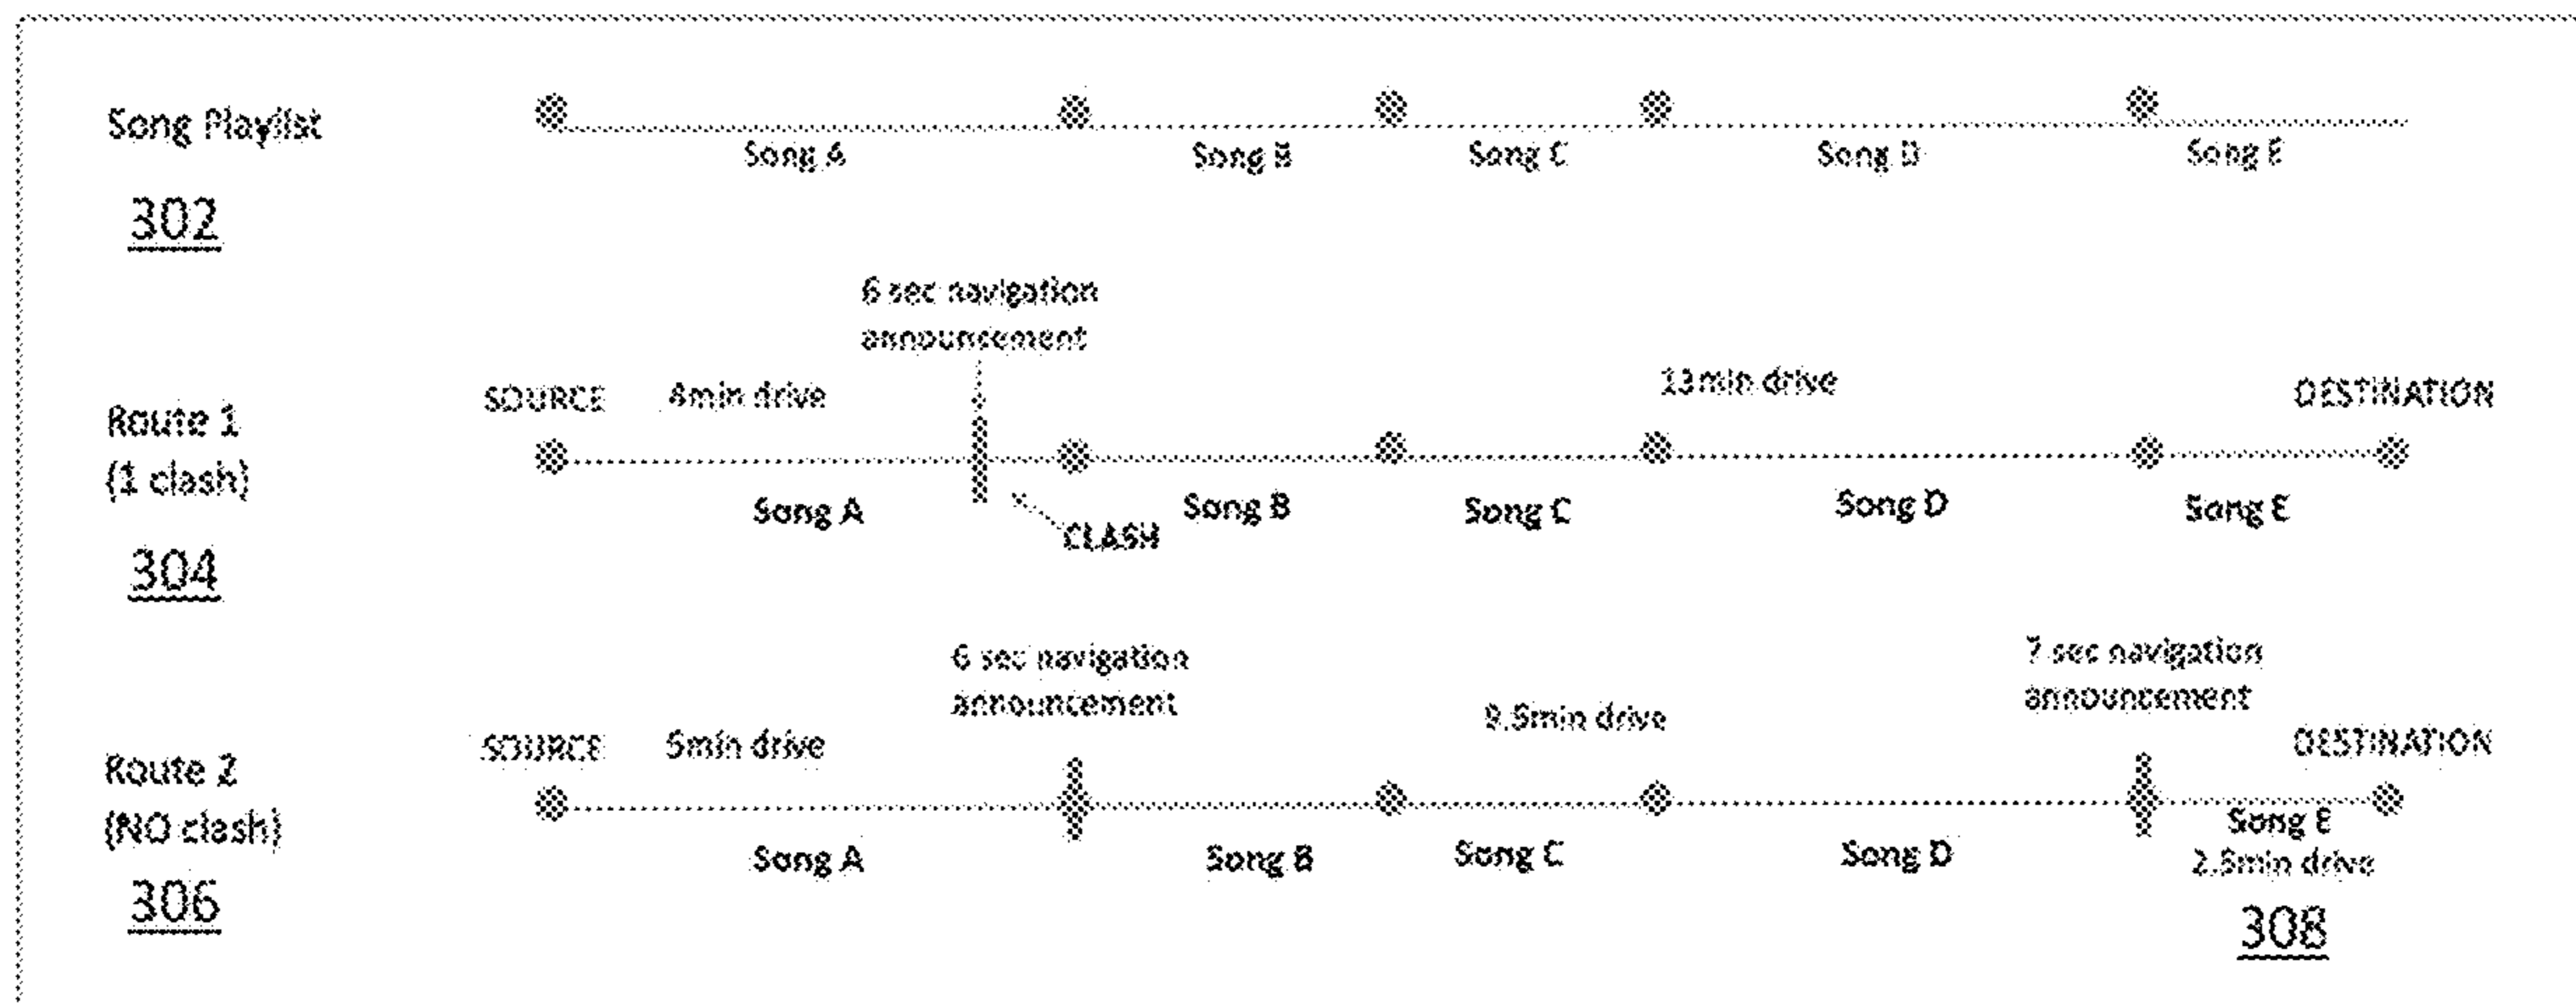 Song Playlist
Song A
Song B
Song C
Song D
Song E
302
6 sec navigation
announcement
SOURCE
4min drive
13min drive
DESTINATION
Route 1
(1 clash)
Song A
CLASH
Song B
Song C
Song D
Song E
304
6 sec navigation
announcement
7 sec navigation
announcement
SOURCE
5min drive
9.5min drive
DESTINATION
Route 2
(NO clash)
Song A
Song B
Song C
Song D
Song E
2.5min drive
306
308